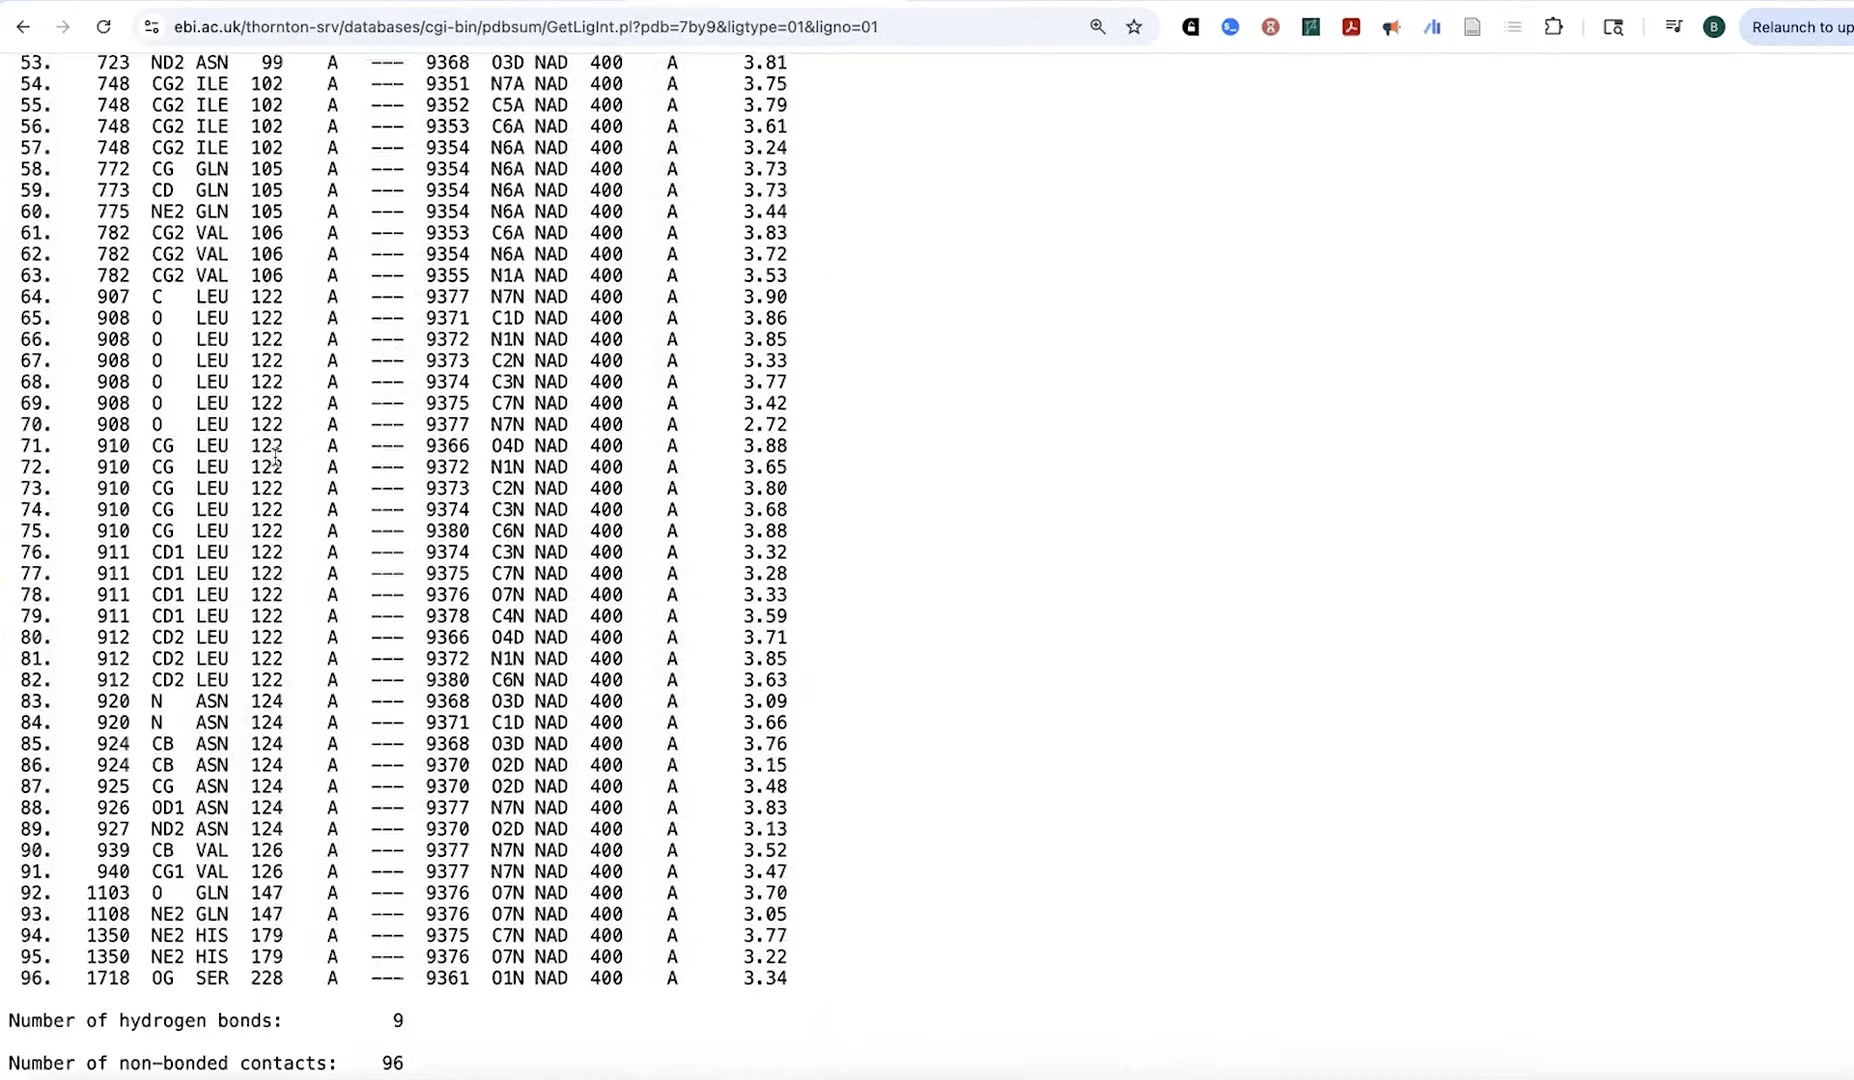 ebi.ac.uk/thornton-srv/databases/cgi-bin/pdbsum/GetLigInt.pl?pdb=7by9&ligtype=01&ligno=01
B
Relaunch to up
53. 723 ND2 ASN 99 A --- 9368 O3D NAD 400 A 3.81
54. 748 CG2 ILE 102 A --- 9351 N7A NAD 400 A 3.75
55. 748 CG2 ILE 102 A --- 9352 C5A NAD 400 A 3.79
56. 748 CG2 ILE 102 A --- 9353 C6A NAD 400 A 3.61
57. 748 CG2 ILE 102 A --- 9354 N6A NAD 400 A 3.24
58. 772 CG GLN 105 A --- 9354 N6A NAD 400 A 3.73
59. 773 CD GLN 105 A --- 9354 N6A NAD 400 A 3.73
60. 775 NE2 GLN 105 A --- 9354 N6A NAD 400 A 3.44
61. 782 CG2 VAL 106 A --- 9353 C6A NAD 400 A 3.83
62. 782 CG2 VAL 106 A --- 9354 N6A NAD 400 A 3.72
63. 782 CG2 VAL 106 A --- 9355 N1A NAD 400 A 3.53
64. 907 C LEU 122 A --- 9377 N7N NAD 400 A 3.90
65. 908 O LEU 122 A --- 9371 C1D NAD 400 A 3.86
66. 908 O LEU 122 A --- 9372 N1N NAD 400 A 3.85
67. 908 O LEU 122 A --- 9373 C2N NAD 400 A 3.33
68. 908 O LEU 122 A --- 9374 C3N NAD 400 A 3.77
69. 908 O LEU 122 A --- 9375 C7N NAD 400 A 3.42
70. 908 O LEU 122 A --- 9377 N7N NAD 400 A 2.72
71. 910 CG LEU 122 A --- 9366 O4D NAD 400 A 3.88
72. 910 CG LEU 122 A --- 9372 N1N NAD 400 A 3.65
73. 910 CG LEU 122 A --- 9373 C2N NAD 400 A 3.80
74. 910 CG LEU 122 A --- 9374 C3N NAD 400 A 3.68
75. 910 CG LEU 122 A --- 9380 C6N NAD 400 A 3.88
76. 911 CD1 LEU 122 A --- 9374 C3N NAD 400 A 3.32
77. 911 CD1 LEU 122 A --- 9375 C7N NAD 400 A 3.28
78. 911 CD1 LEU 122 A --- 9376 O7N NAD 400 A 3.33
79. 911 CD1 LEU 122 A --- 9378 C4N NAD 400 A 3.59
80. 912 CD2 LEU 122 A --- 9366 O4D NAD 400 A 3.71
81. 912 CD2 LEU 122 A --- 9372 N1N NAD 400 A 3.85
82. 912 CD2 LEU 122 A --- 9380 C6N NAD 400 A 3.63
83. 920 N ASN 124 A --- 9368 O3D NAD 400 A 3.09
84. 920 N ASN 124 A --- 9371 C1D NAD 400 A 3.66
85. 924 CB ASN 124 A --- 9368 O3D NAD 400 A 3.76
86. 924 CB ASN 124 A --- 9370 O2D NAD 400 A 3.15
87. 925 CG ASN 124 A --- 9370 O2D NAD 400 A 3.48
88. 926 OD1 ASN 124 A --- 9377 N7N NAD 400 A 3.83
89. 927 ND2 ASN 124 A --- 9370 O2D NAD 400 A 3.13
90. 939 CB VAL 126 A --- 9377 N7N NAD 400 A 3.52
91. 940 CG1 VAL 126 A --- 9377 N7N NAD 400 A 3.47
92. 1103 O GLN 147 A --- 9376 O7N NAD 400 A 3.70
93. 1108 NE2 GLN 147 A --- 9376 O7N NAD 400 A 3.05
94. 1350 NE2 HIS 179 A --- 9375 C7N NAD 400 A 3.77
95. 1350 NE2 HIS 179 A --- 9376 O7N NAD 400 A 3.22
96. 1718 OG SER 228 A --- 9361 O1N NAD 400 A 3.34
Number of hydrogen bonds: 9
Number of non-bonded contacts: 96